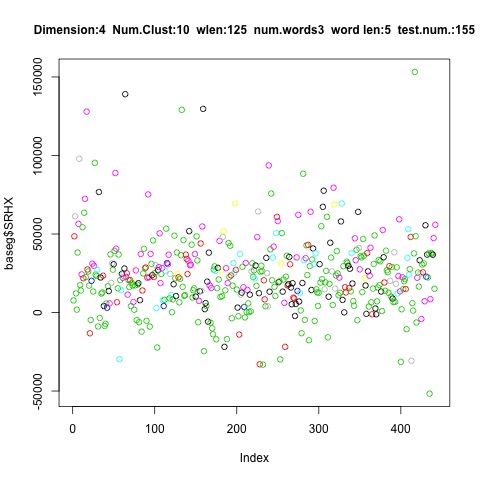 Dimension:4  Num.Clust:10  wlen:125  num.words3  word len:5  test.num.:155
150000
100000
50000
0
-50000
baseg$SRHX
0 100 200 300 400
Index